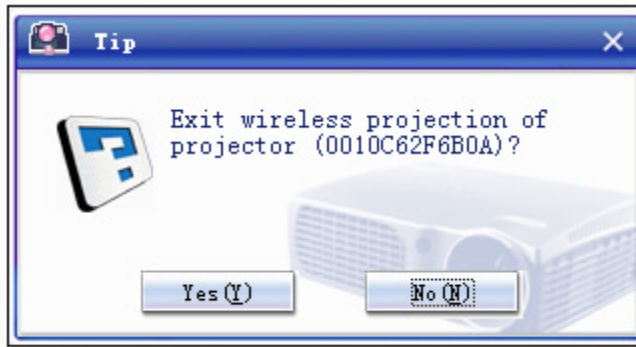 Tip
Exit wireless projection of
projector (0010C62F6B0A)?
Yes(Y)
No(N)